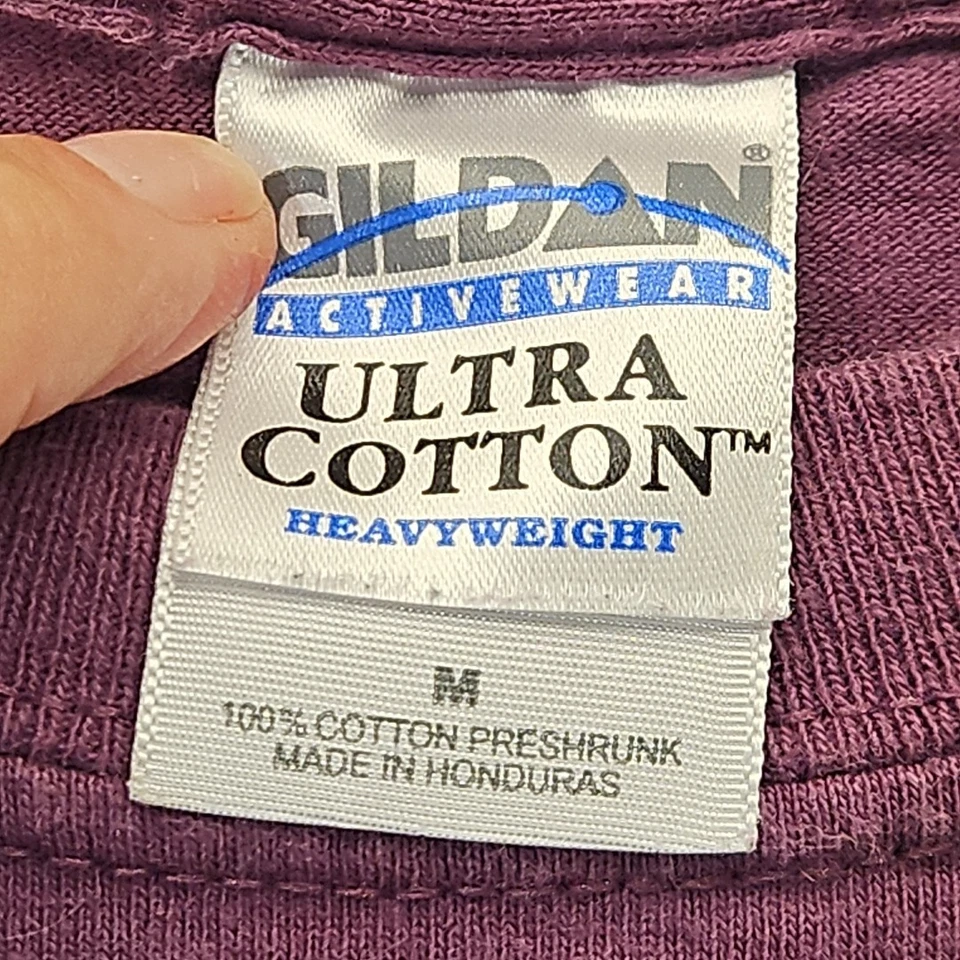 GILDAN®
ACTIVEWEAR
ULTRA
COTTON™
HEAVYWEIGHT
M
100% COTTON PRESHRUNK
MADE IN HONDURAS